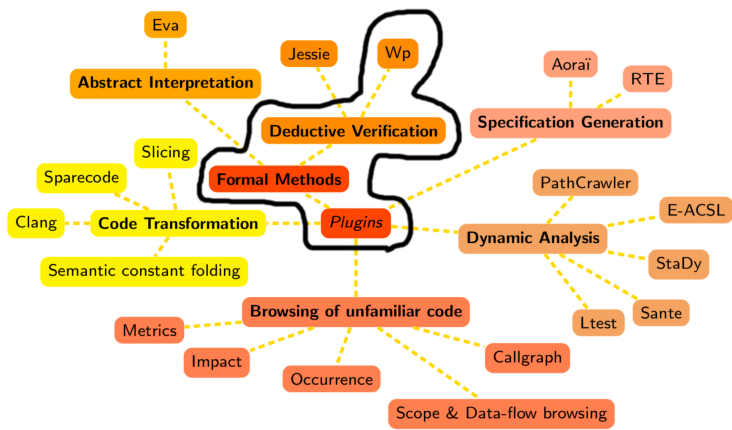 Eva
Jessie
Wp
Aoraï
RTE
Abstract Interpretation
Deductive Verification
Specification Generation
Slicing
Sparecode
Formal Methods
PathCrawler
E-ACSL
Clang
Code Transformation
Plugins
Dynamic Analysis
StaDy
Semantic constant folding
Browsing of unfamiliar code
Sante
Ltest
Metrics
Impact
Occurrence
Callgraph
Scope & Data-flow browsing